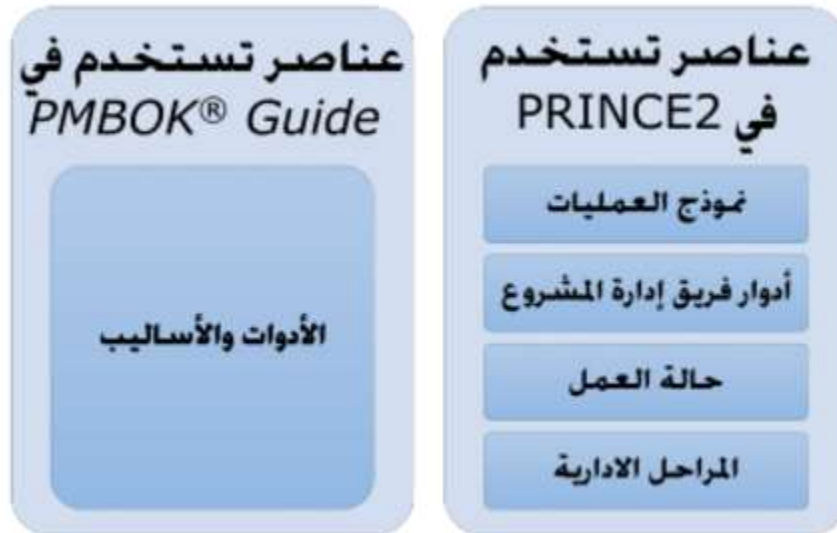 عناصر تستخدم
في PRINCE2
نموذج العمليات
أدوار فريق إدارة المشروع
حالة العمل
المراحل الادارية
عناصر تستخدم في
PMBOK® Guide
الأدوات والأساليب